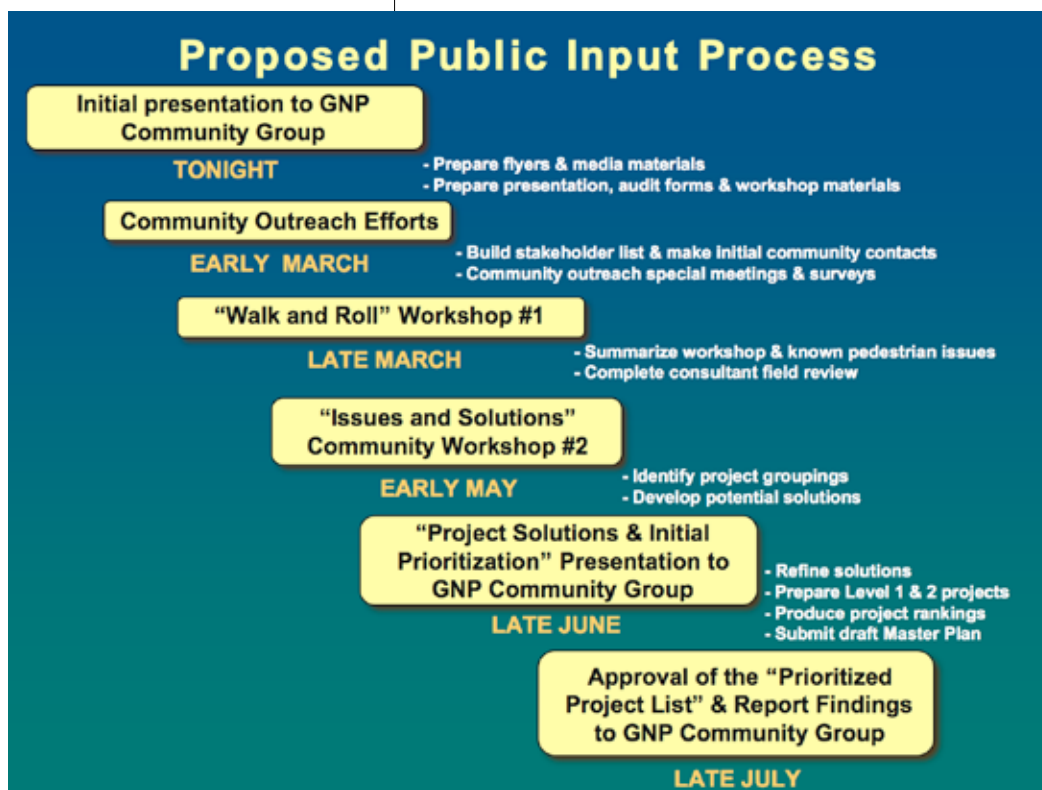 Proposed Public Input Process
Initial presentation to GNP
Community Group
TONIGHT
- Prepare flyers & media materials
- Prepare presentation, audit forms & workshop materials
Community Outreach Efforts
EARLY MARCH
- Build stakeholder list & make initial community contacts
- Community outreach special meetings & surveys
“Walk and Roll” Workshop #1
LATE MARCH
- Summarize workshop & known pedestrian issues
- Complete consultant field review
“Issues and Solutions”
Community Workshop #2
EARLY MAY
- Identify project groupings
- Develop potential solutions
“Project Solutions & Initial
Prioritization” Presentation to
GNP Community Group
LATE JUNE
- Refine solutions
- Prepare Level 1 & 2 projects
- Produce project rankings
- Submit draft Master Plan
Approval of the “Prioritized
Project List” & Report Findings
to GNP Community Group
LATE JULY